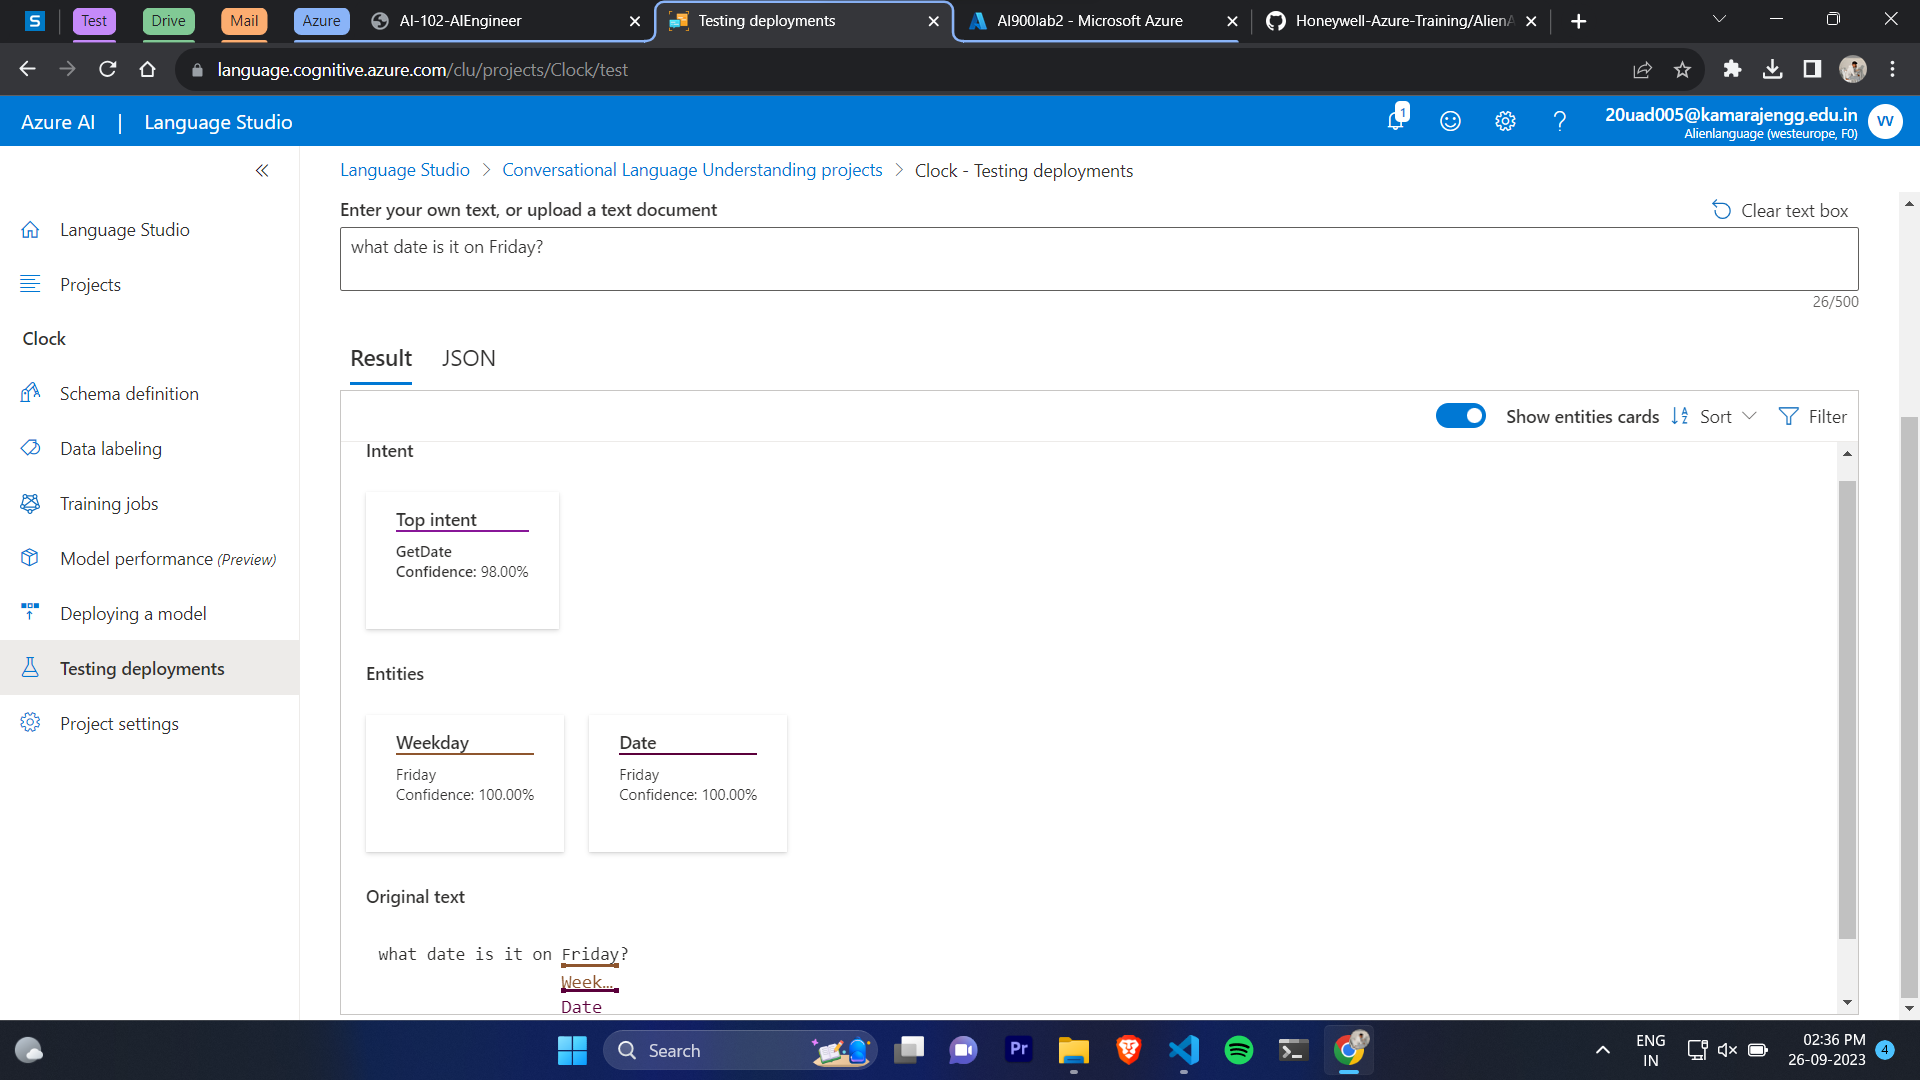 S
Test
Drive
Mail
Azure
AI-102-AIEngineer
Testing deployments
AI900lab2 - Microsoft Azure
Honeywell-Azure-Training/AlienA
language.cognitive.azure.com/clu/projects/Clock/test
Azure AI | Language Studio
1
20uad005@kamarajengg.edu.in
Alienlanguage (westeurope, F0)
VV
Language Studio > Conversational Language Understanding projects > Clock - Testing deployments
Language Studio
Projects
Clock
Schema definition
Data labeling
Training jobs
Model performance (Preview)
Deploying a model
Testing deployments
Project settings
Enter your own text, or upload a text document
Clear text box
what date is it on Friday?
26/500
Result
JSON
Show entities cards
Sort
Filter
Intent
Top intent
GetDate
Confidence: 98.00%
Entities
Weekday
Friday
Confidence: 100.00%
Date
Friday
Confidence: 100.00%
Original text
what date is it on Friday?
Week...
Date
Search
Pr
ENG
IN
02:36 PM
26-09-2023
4